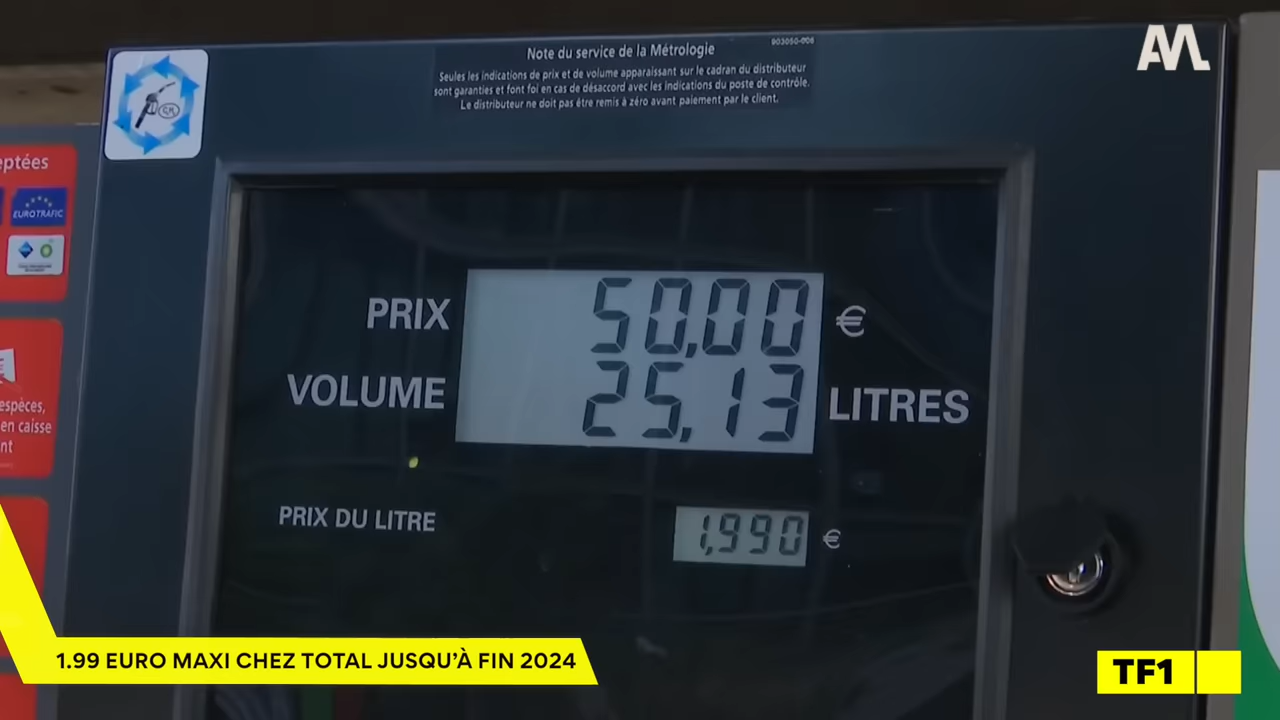 AML
Note du service de la Métrologie
903050-006
Seules les indications de prix et de volume apparaissant sur le cadran du distributeur
sont garanties et font foi en cas de désaccord avec les indications du poste de contrôle.
Le distributeur ne doit pas être remis à zéro avant paiement par le client.
eptées
EUROTRAFIC
PRIX 50,00 €
VOLUME 25,13 LITRES
PRIX DU LITRE 1,990 €
espèces,
en caisse
nt
1.99 EURO MAXI CHEZ TOTAL JUSQU'À FIN 2024
TF1